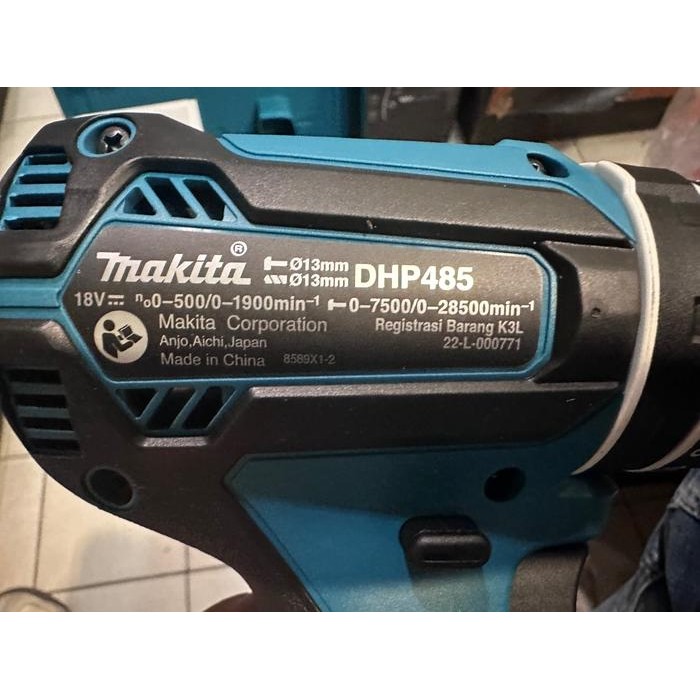 makita ® Ø13mm DHP485
Ø13mm
18V n₀0-500/0-1900min⁻¹ 0-7500/0-28500min⁻¹
Makita Corporation Registrasi Barang K3L
Anjo,Aichi,Japan 22-L-000771
Made in China 8589X1-2